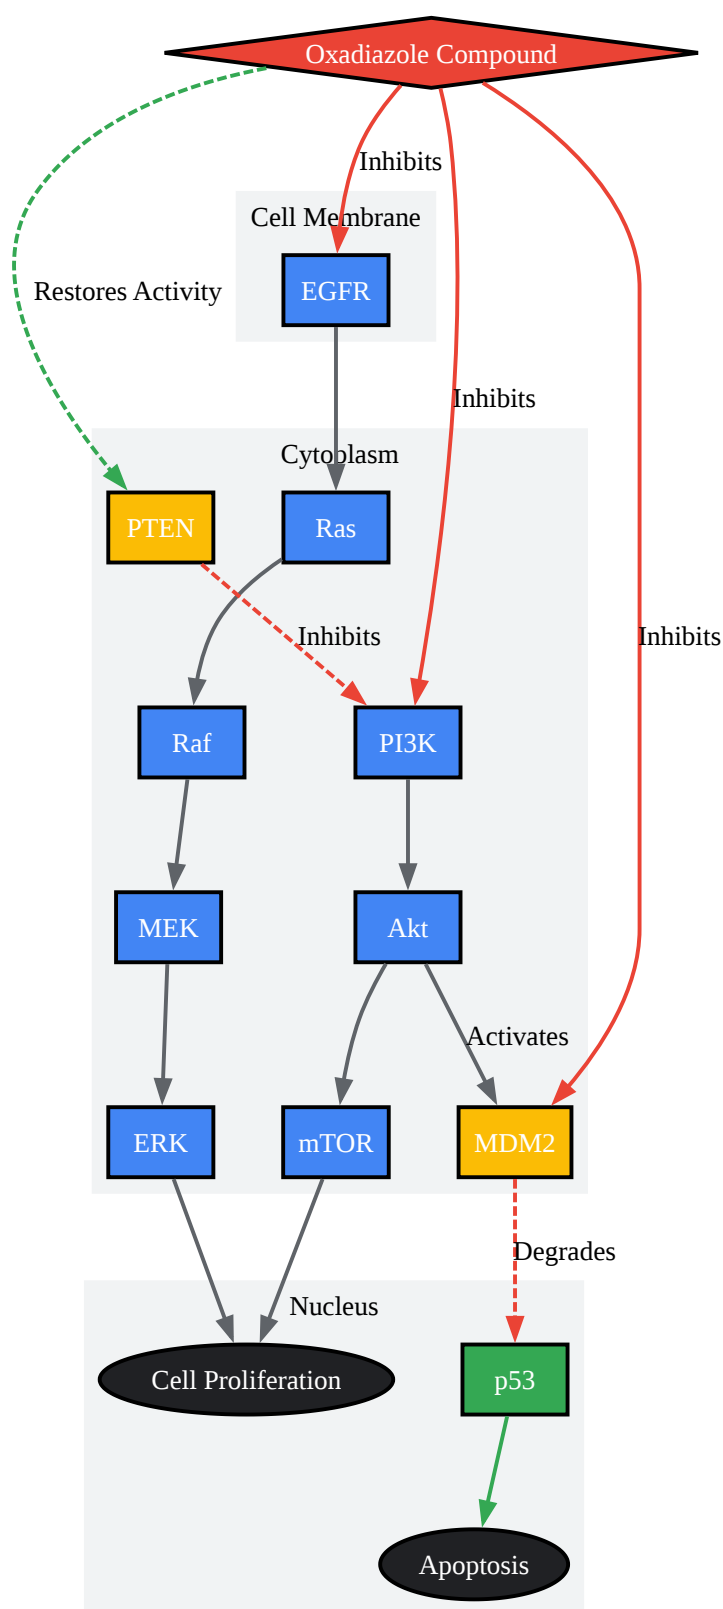 Oxadiazole Compound
Inhibits
Cell Membrane
Restores Activity
EGFR
Inhibits
Cytoplasm
PTEN
Ras
Inhibits
Inhibits
Raf
PI3K
MEK
Akt
Activates
ERK
mTOR
MDM2
Degrades
Nucleus
Cell Proliferation
p53
Apoptosis